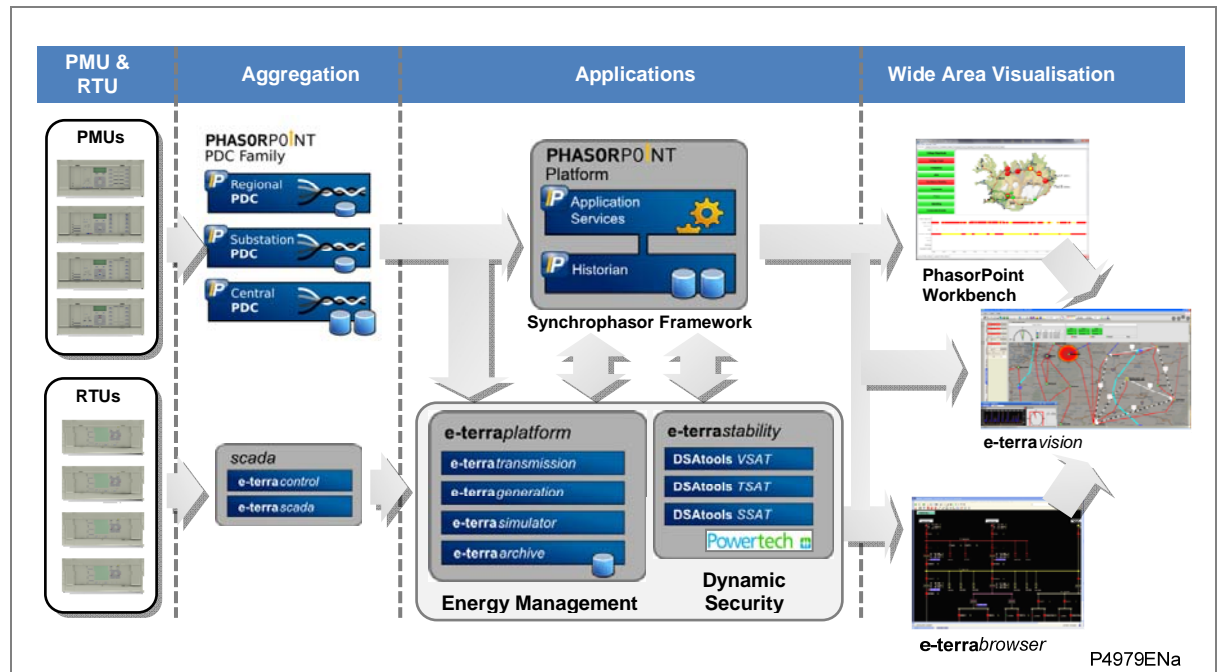 PMU &
RTU
Aggregation
Applications
Wide Area Visualisation
PMUs
PHASORPOINT
PDC Family
Regional
PDC
Substation
PDC
Central
PDC
PHASORPOINT
Platform
Application
Services
Historian
Synchrophasor Framework
PhasorPoint
Workbench
e-terravision
RTUs
scada
e-terracontrol
e-terrascada
e-terraplatform
e-terratransmission
e-terrageneration
e-terrasimulator
e-terraarchive
Energy Management
e-terrastability
DSAtools VSAT
DSAtools TSAT
DSAtools SSAT
Powertech
Dynamic
Security
e-terrabrowser
P4979ENa